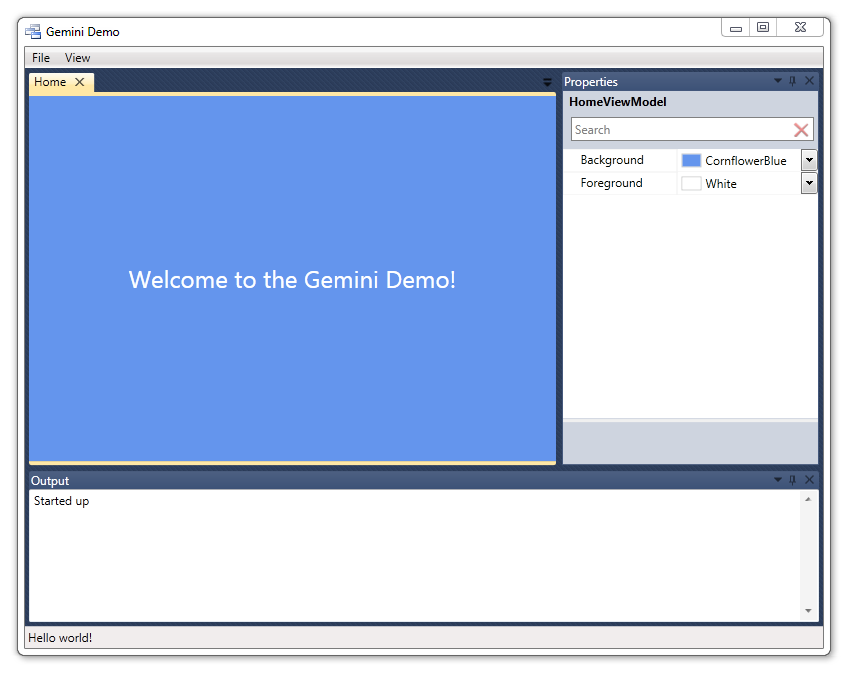 Gemini Demo
File View
Home
Properties
HomeViewModel
Search
Background CornflowerBlue
Foreground White
Welcome to the Gemini Demo!
Output
Started up
Hello world!